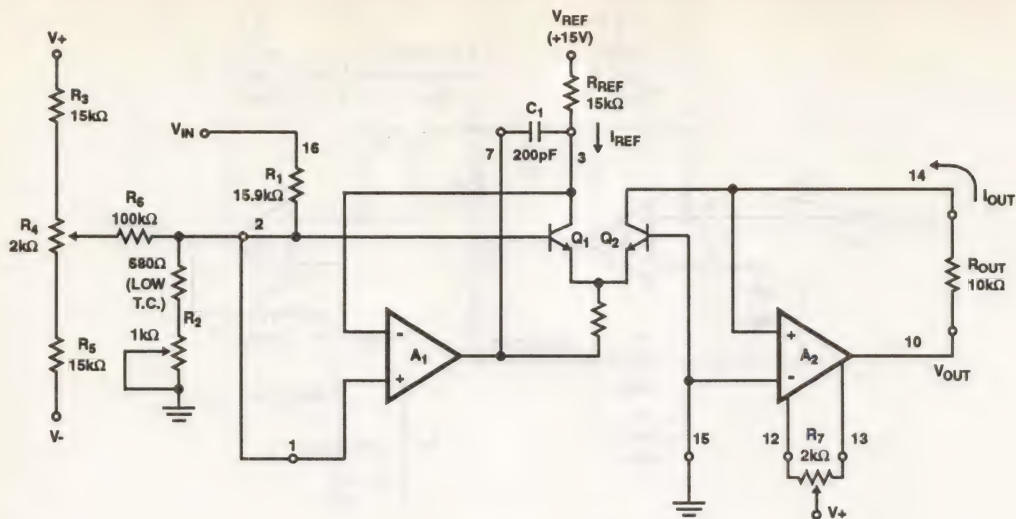 V+
R3
15kΩ
R4
2kΩ
R5
15kΩ
V-
R6
100kΩ
VIN
16
R1
15.9kΩ
2
680Ω
(LOW
T.C.)
R2
1kΩ
1
VREF
(+15V)
RREF
15kΩ
C1
200pF
7
3
IREF
Q1
Q2
-
A1
+
14
IOUT
ROUT
10kΩ
+
A2
-
10
VOUT
15
12
R7
2kΩ
13
V+